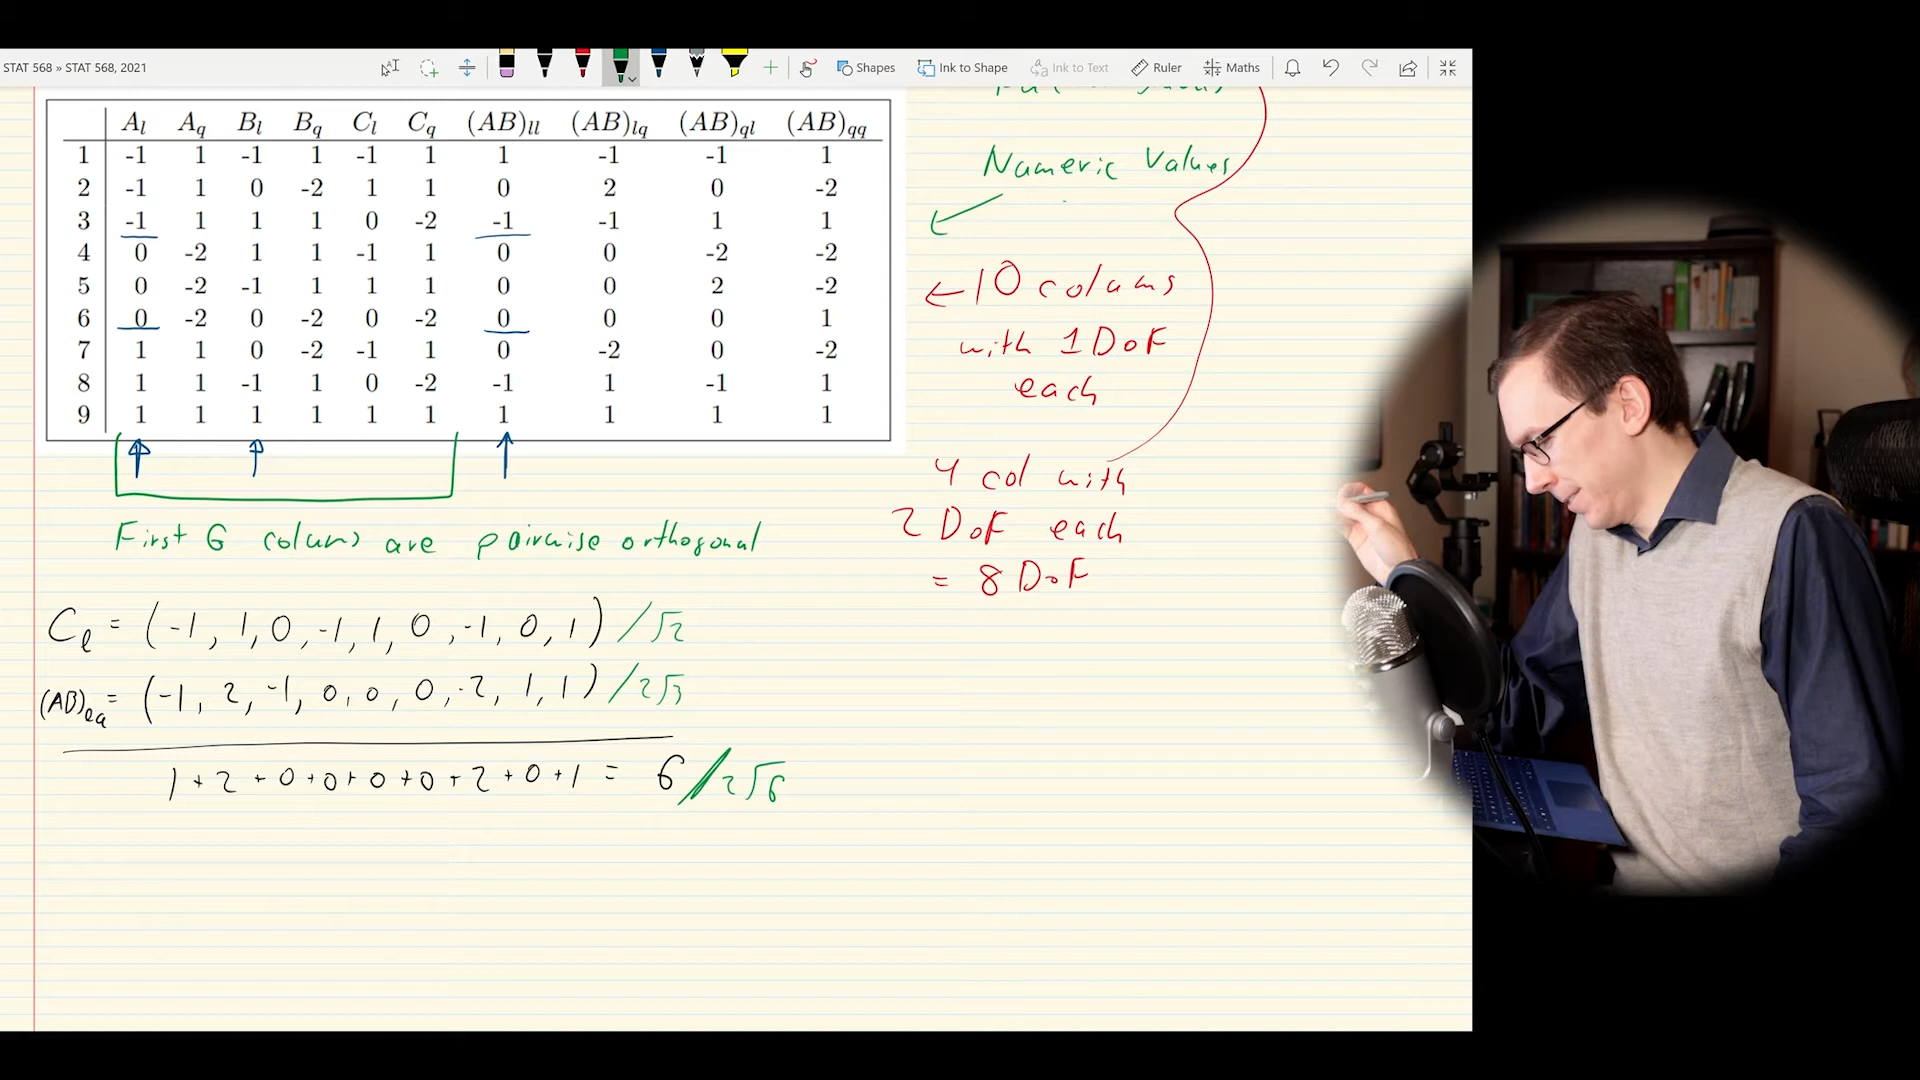 STAT 568 » STAT 568, 2021
Shapes Ink to Shape Ink to Text Ruler Maths
A_l A_q B_l B_q C_l C_q (AB)_ll (AB)_lq (AB)_ql (AB)_qq
1 -1 1 -1 1 -1 1 1 -1 -1 1
2 -1 1 0 -2 1 1 0 2 0 -2
3 -1 1 1 1 0 -2 -1 -1 1 1
4 0 -2 1 1 -1 1 0 0 -2 -2
5 0 -2 -1 1 1 1 0 0 2 -2
6 0 -2 0 -2 0 -2 0 0 0 1
7 1 1 0 -2 -1 1 0 -2 0 -2
8 1 1 -1 1 0 -2 -1 1 -1 1
9 1 1 1 1 1 1 1 1 1 1
Numeric Values
← 10 colums
with 1 DoF
each
4 col with
2 DoF each
= 8 DoF
First 6 colums are pairwise orthogonal
C_l = (-1, 1, 0, -1, 1, 0, -1, 0, 1) / √2
(AB)_lq = (-1, 2, -1, 0, 0, 0, -2, 1, 1) / 2√3
1 + 2 + 0 + 0 + 0 + 0 + 2 + 0 + 1 = 6 / 2√6